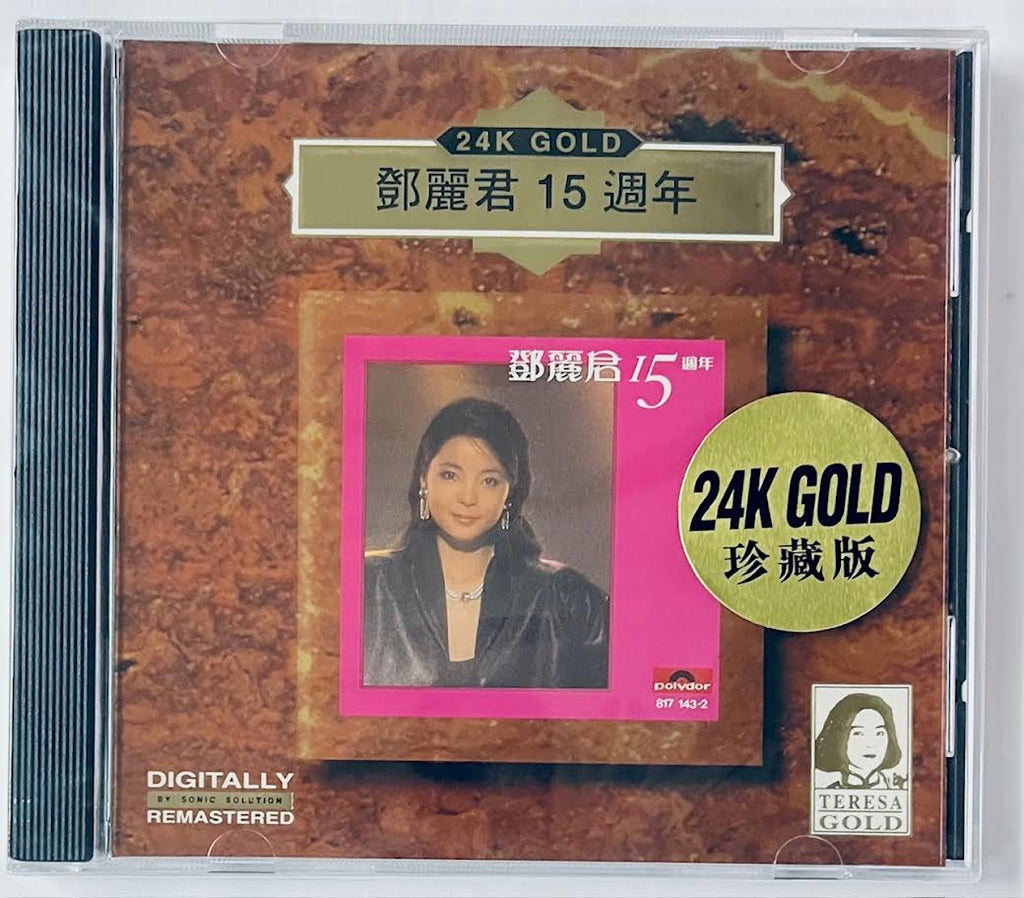 24K GOLD
鄧麗君 15 週年
鄧麗君 15 週年
24K GOLD
珍藏版
polydor
817 143-2
DIGITALLY
BY SONIC SOLUTION
REMASTERED
TERESA
GOLD